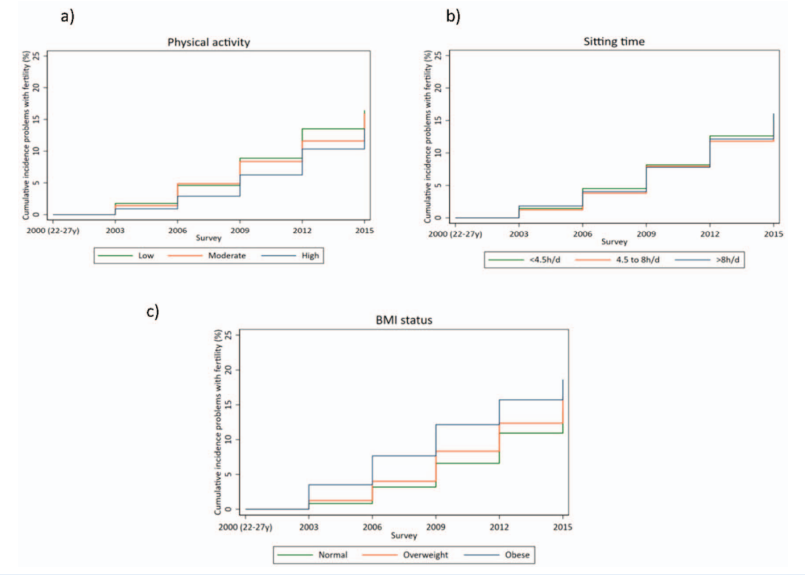 a)
Physical activity
Cumulative incidence problems with fertility (%)
25
20
15
10
5
0
2000 (22-27y) 2003 2006 2009 2012 2015
Survey
Low Moderate High
b)
Sitting time
Cumulative incidence problems with fertility (%)
25
20
15
10
5
0
2000 (22-27y) 2003 2006 2009 2012 2015
Survey
<4.5h/d 4.5 to 8h/d >8h/d
c)
BMI status
Cumulative incidence problems with fertility (%)
25
20
15
10
5
0
2000 (22-27y) 2003 2006 2009 2012 2015
Survey
Normal Overweight Obese